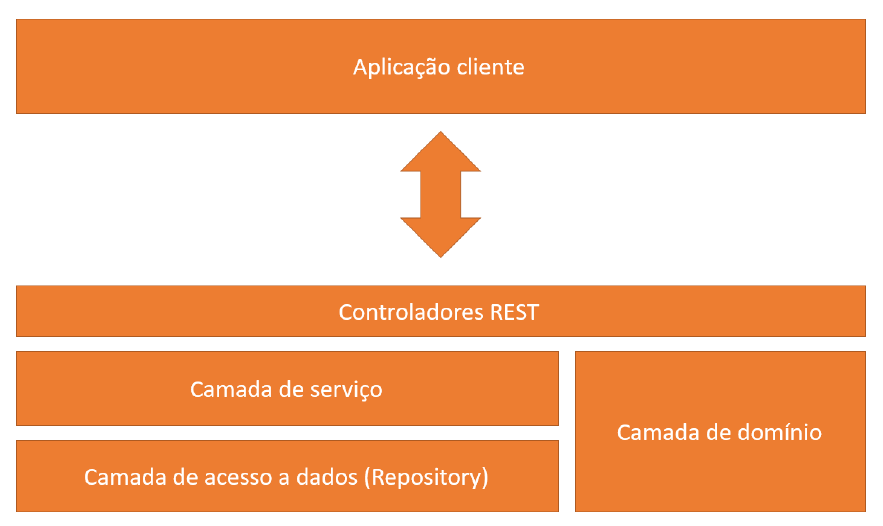 Aplicação cliente
Controladores REST
Camada de serviço
Camada de domínio
Camada de acesso a dados (Repository)